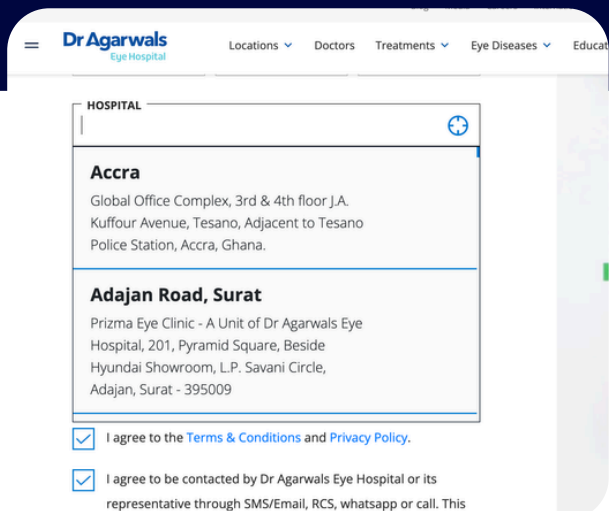 Dr Agarwals
Eye Hospital
Locations
Doctors
Treatments
Eye Diseases
Educat
HOSPITAL
Accra
Global Office Complex, 3rd & 4th floor J.A.
Kuffour Avenue, Tesano, Adjacent to Tesano
Police Station, Accra, Ghana.
Adajan Road, Surat
Prizma Eye Clinic - A Unit of Dr Agarwals Eye
Hospital, 201, Pyramid Square, Beside
Hyundai Showroom, L.P. Savani Circle,
Adajan, Surat - 395009
I agree to the Terms & Conditions and Privacy Policy.
I agree to be contacted by Dr Agarwals Eye Hospital or its
representative through SMS/Email, RCS, whatsapp or call. This